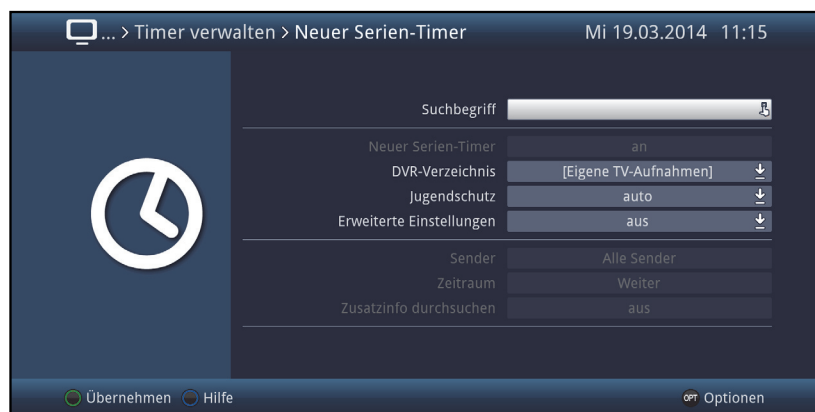 ... > Timer verwalten > Neuer Serien-Timer Mi 19.03.2014 11:15
Suchbegriff
Neuer Serien-Timer an
DVR-Verzeichnis [Eigene TV-Aufnahmen]
Jugendschutz auto
Erweiterte Einstellungen aus
Sender Alle Sender
Zeitraum Weiter
Zusatzinfo durchsuchen aus
Übernehmen Hilfe OPT Optionen